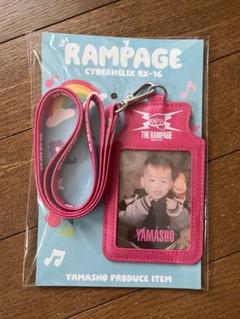 THE
RAMPAGE
CYBERHELIX RX-16
THE RAMPAGE
YAMASHO
YAMASHO PRODUCE ITEM